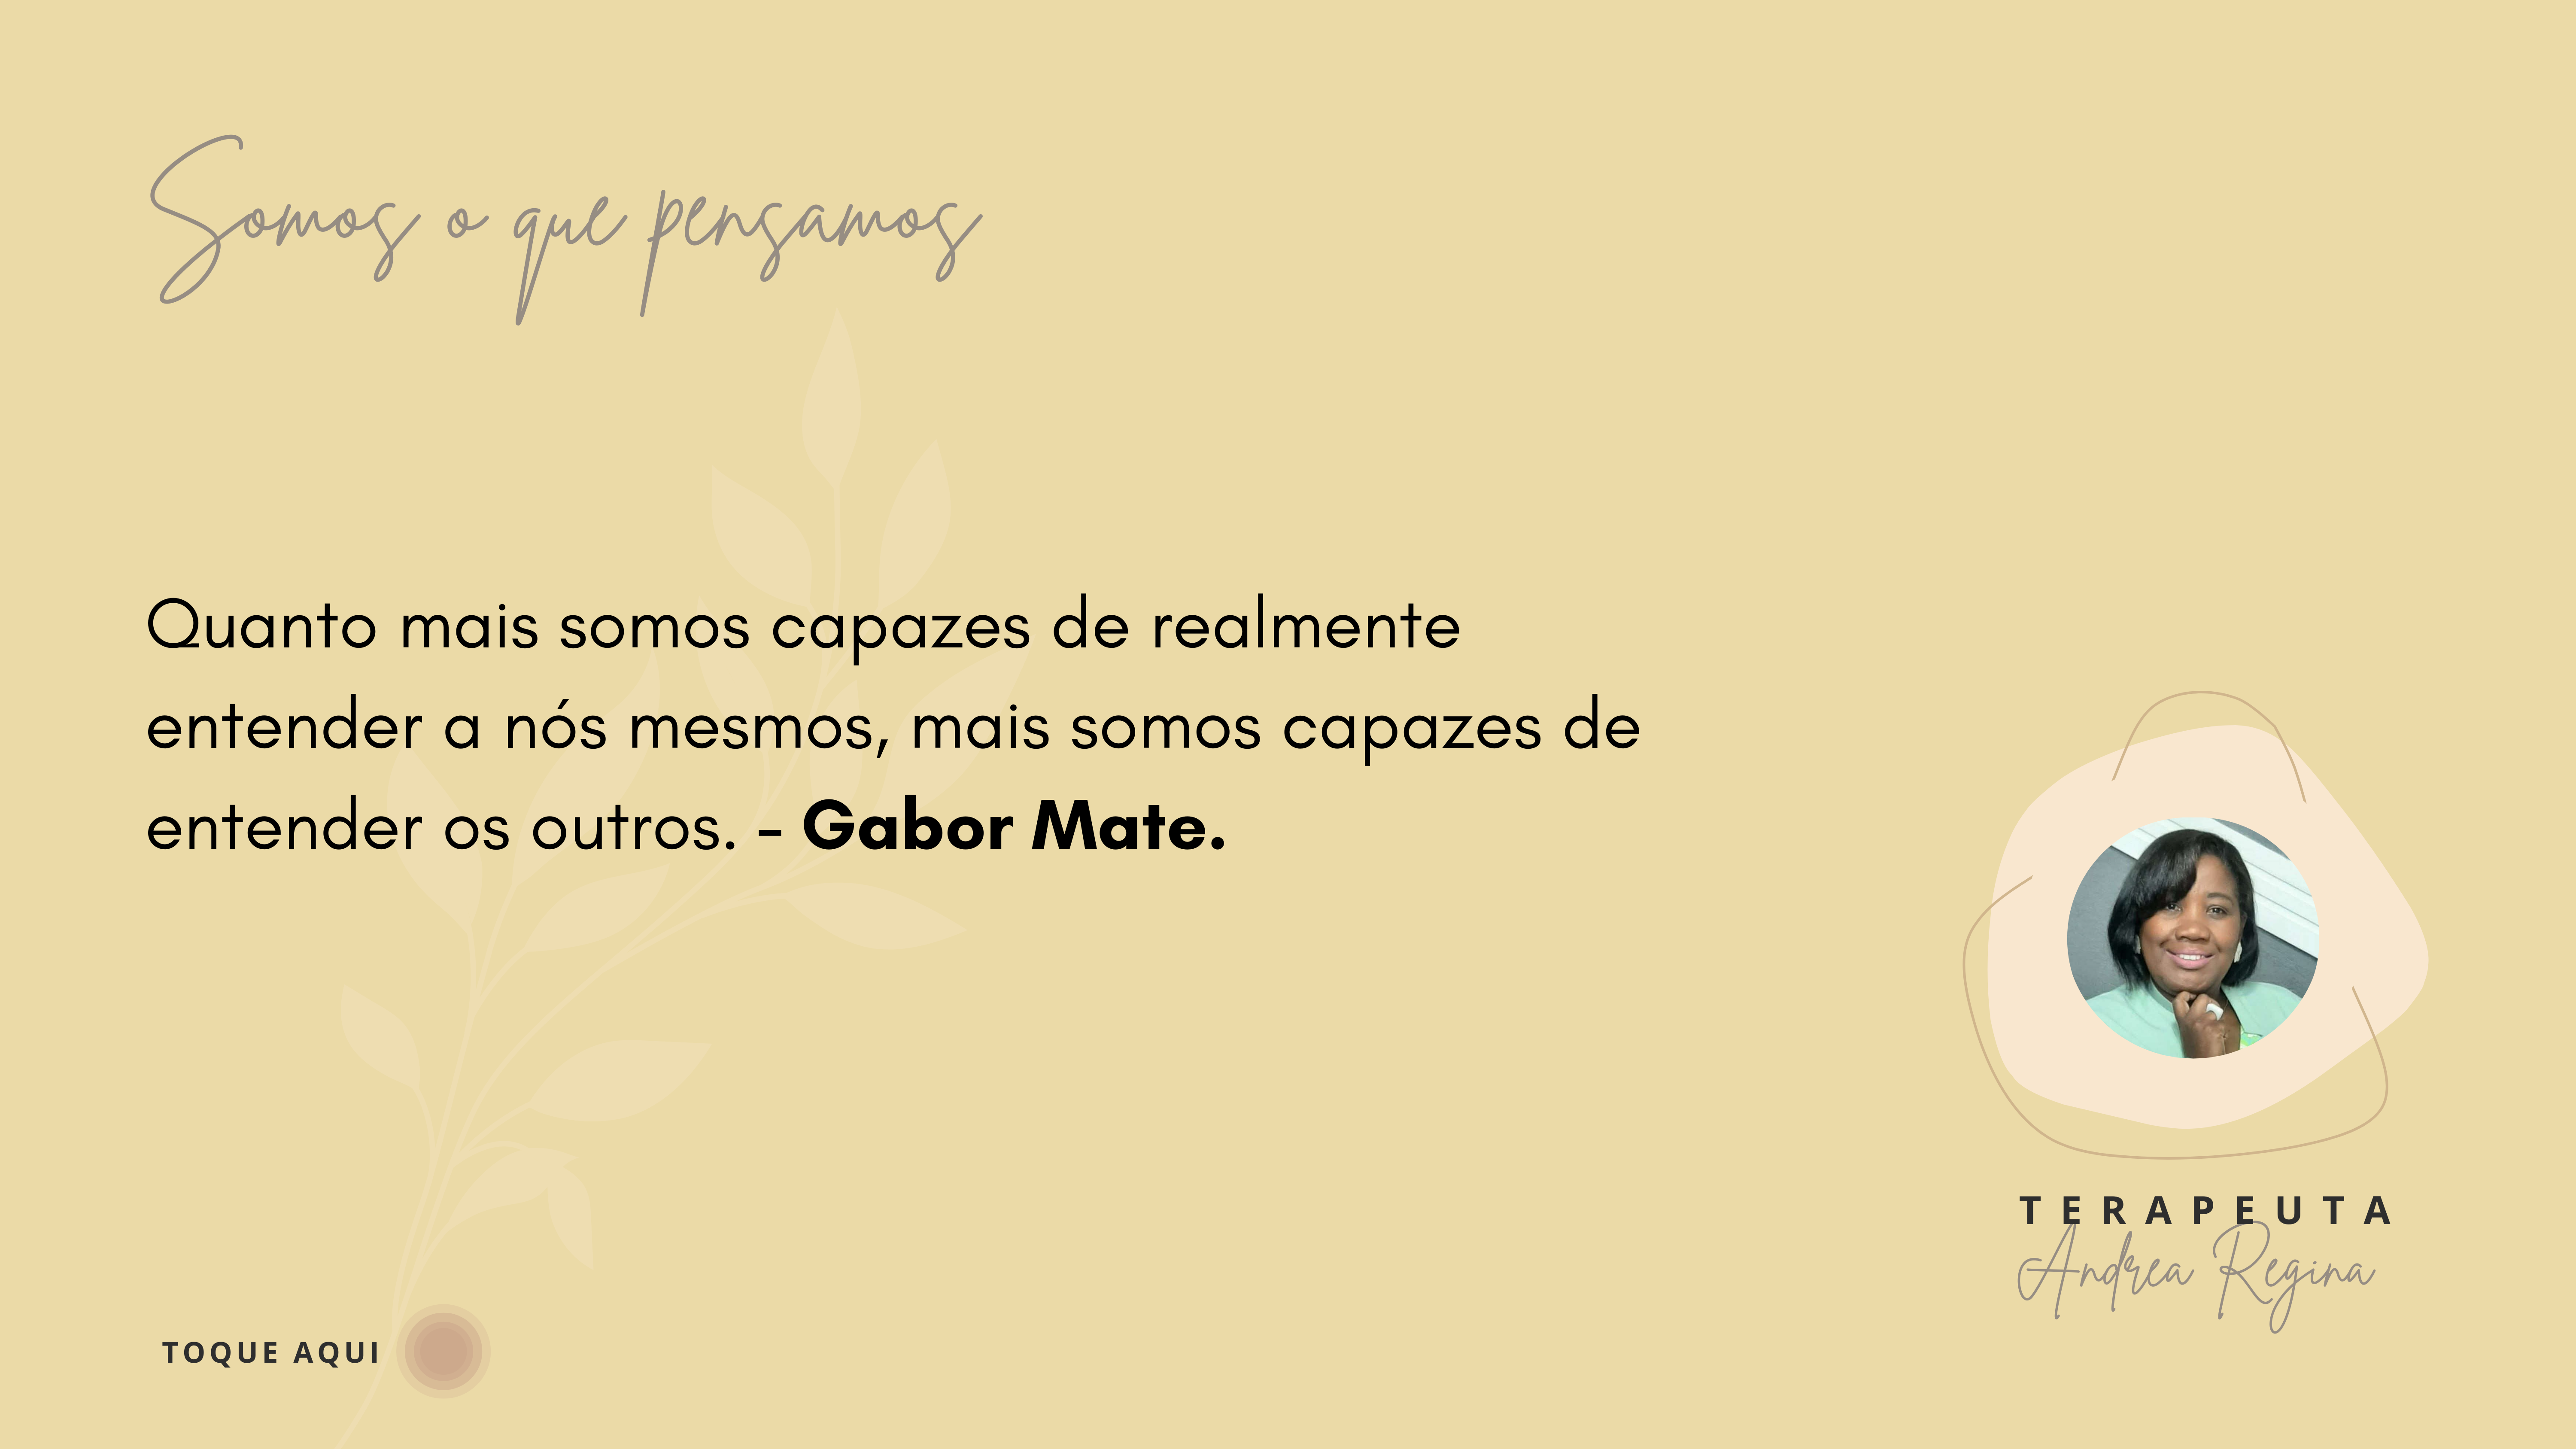 Somos o que pensamos
Quanto mais somos capazes de realmente
entender a nós mesmos, mais somos capazes de
entender os outros. - Gabor Mate.
TERAPEUTA
Andrea Regina
TOQUE AQUI